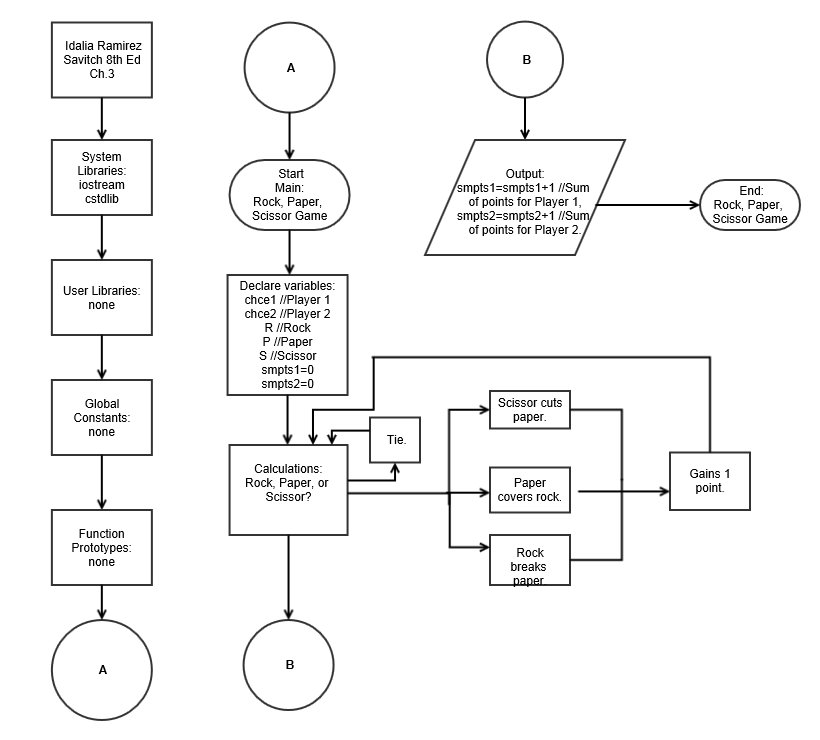 Idalia Ramirez
Savitch 8th Ed
Ch.3
System
Libraries:
iostream
cstdlib
User Libraries:
none
Global
Constants:
none
Function
Prototypes:
none
A
A
Start
Main:
Rock, Paper,
Scissor Game
Declare variables:
chce1 //Player 1
chce2 //Player 2
R //Rock
P //Paper
S //Scissor
smpts1=0
smpts2=0
Calculations:
Rock, Paper, or
Scissor?
Tie.
Scissor cuts
paper.
Paper
covers rock.
Rock
breaks
paper
Gains 1
point.
B
B
Output:
smpts1=smpts1+1 //Sum
of points for Player 1,
smpts2=smpts2+1 //Sum
of points for Player 2.
End:
Rock, Paper,
Scissor Game